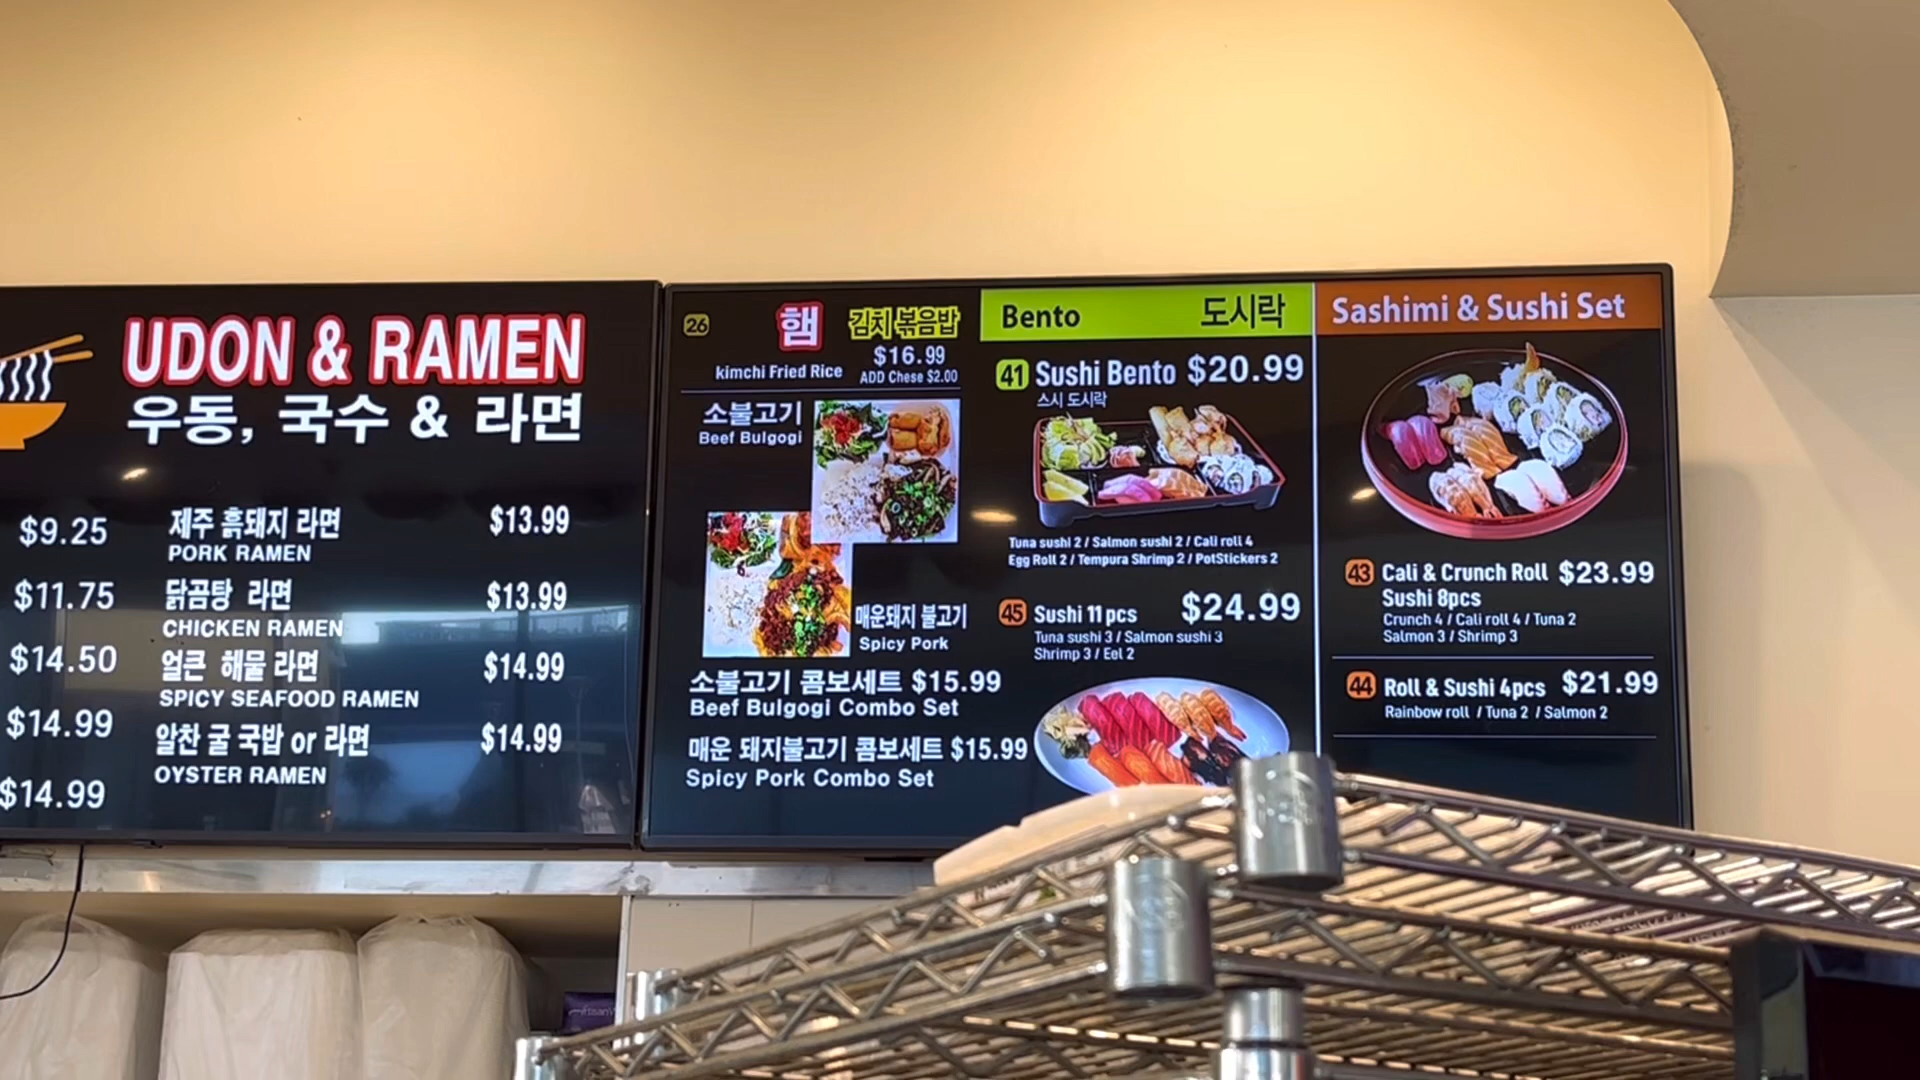 UDON & RAMEN
우동, 국수 & 라면
$9.25
$11.75
$14.50
$14.99
$14.99
제주 흙돼지 라면 $13.99
PORK RAMEN
닭곰탕 라면 $13.99
CHICKEN RAMEN
얼큰 해물 라면 $14.99
SPICY SEAFOOD RAMEN
알찬 굴 국밥 or 라면 $14.99
OYSTER RAMEN
26 햄 김치 볶음밥
$16.99
kimchi Fried Rice ADD Chese $2.00
소불고기
Beef Bulgogi
매운돼지 불고기
Spicy Pork
소불고기 콤보세트 $15.99
Beef Bulgogi Combo Set
매운 돼지불고기 콤보세트 $15.99
Spicy Pork Combo Set
Bento 도시락
41 Sushi Bento $20.99
스시 도시락
Tuna sushi 2 / Salmon sushi 2 / Cali roll 4
Egg Roll 2 / Tempura Shrimp 2 / PotStickers 2
45 Sushi 11 pcs $24.99
Tuna sushi 3 / Salmon sushi 3
Shrimp 3 / Eel 2
Sashimi & Sushi Set
43 Cali & Crunch Roll $23.99
Sushi 8pcs
Crunch 4 / Cali roll 4 / Tuna 2
Salmon 3 / Shrimp 3
44 Roll & Sushi 4pcs $21.99
Rainbow roll / Tuna 2 / Salmon 2